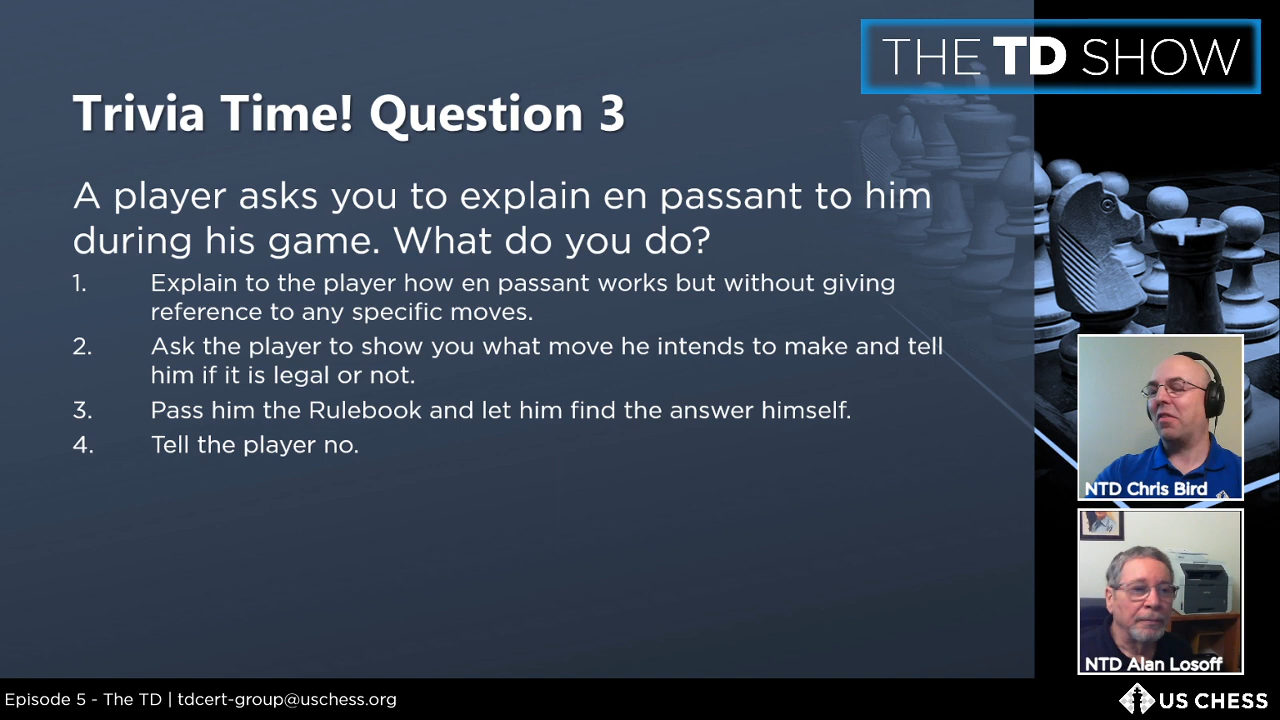 THE TD SHOW
Trivia Time! Question 3
A player asks you to explain en passant to him
during his game. What do you do?
1. Explain to the player how en passant works but without giving
reference to any specific moves.
2. Ask the player to show you what move he intends to make and tell
him if it is legal or not.
3. Pass him the Rulebook and let him find the answer himself.
4. Tell the player no.
NTD Chris Bird
NTD Alan Losoff
Episode 5 - The TD | tdcert-group@uschess.org
US CHESS